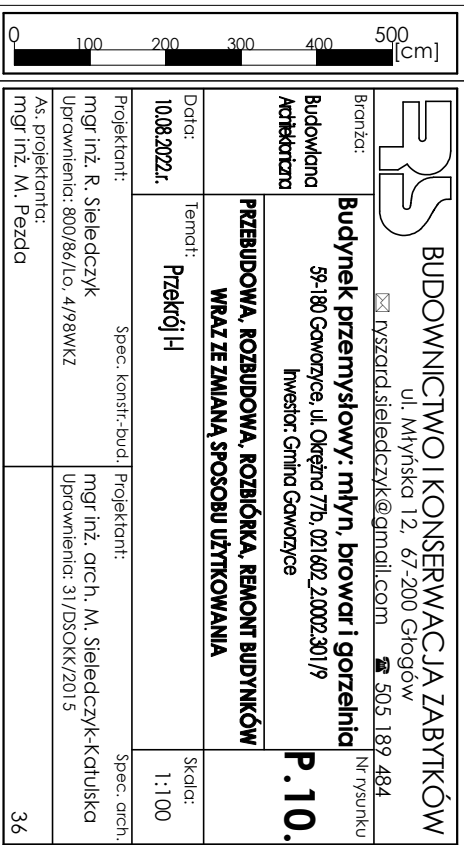 0 100 200 300 400 500
[cm]
RS
BUDOWNICTWO I KONSERWACJA ZABYTKÓW
ul. Młyńska 12, 67-200 Głogów
✉ ryszard.sieledczyk@gmail.com ☎ 505 189 484
Branża:
Budowlana
Architektoniczna
Budynek przemysłowy: młyn, browar i gorzelnia
59-180 Gaworzyce, ul. Okrężna 77b, 021602_2.0002.301/9
Inwestor: Gmina Gaworzyce
PRZEBUDOWA, ROZBUDOWA, ROZBIÓRKA, REMONT BUDYNKÓW
WRAZ ZE ZMIANĄ SPOSOBU UŻYTKOWANIA
Nr rysunku
P.10.
Data:
10.08.2022.r.
Temat:
Przekrój I-I
Skala:
1:100
Projektant: Spec. konstr.-bud.
mgr inż. R. Sieledczyk
Uprawnienia: 800/86/Lo, 4/98WKZ
Projektant: Spec. arch.
mgr inż. arch. M. Sieledczyk-Katulska
Uprawnienia: 31/DSOKK/2015
As. projektanta:
mgr inż. M. Pezda
36